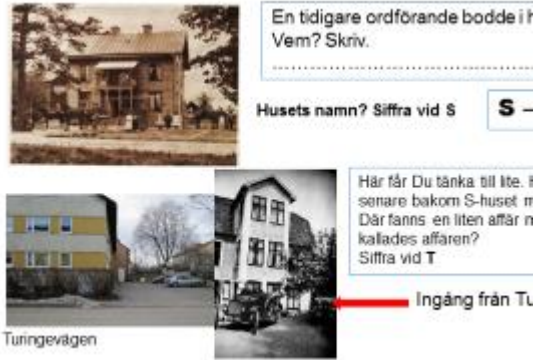 En tidigare ordförande bodde i h
Vem? Skriv.
Husets namn? Siffra vid S
S –
Här får Du tänka till lite. H
senare bakom S-huset m
Där fanns en liten affär m
kallades affären?
Siffra vid T
Ingång från Tu
Turingevägen